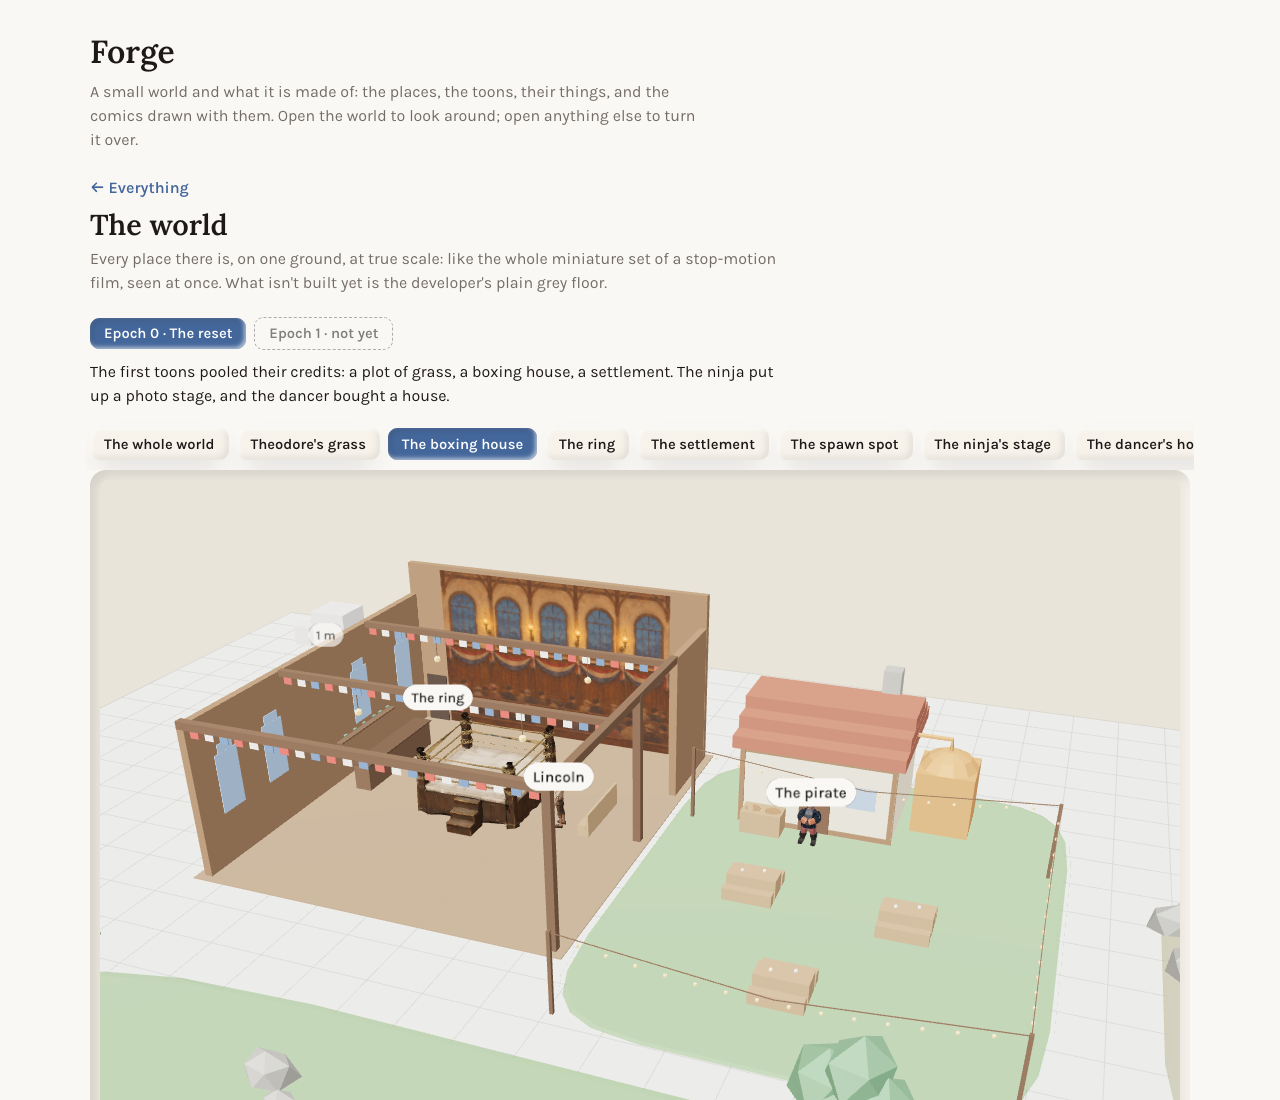 Forge
A small world and what it is made of: the places, the toons, their things, and the
comics drawn with them. Open the world to look around; open anything else to turn
it over.
← Everything
The world
Every place there is, on one ground, at true scale: like the whole miniature set of a stop-motion
film, seen at once. What isn't built yet is the developer's plain grey floor.
Epoch 0 · The reset
Epoch 1 · not yet
The first toons pooled their credits: a plot of grass, a boxing house, a settlement. The ninja put
up a photo stage, and the dancer bought a house.
The whole world
Theodore's grass
The boxing house
The ring
The settlement
The spawn spot
The ninja's stage
The dancer's ho
1 m
The ring
Lincoln
The pirate